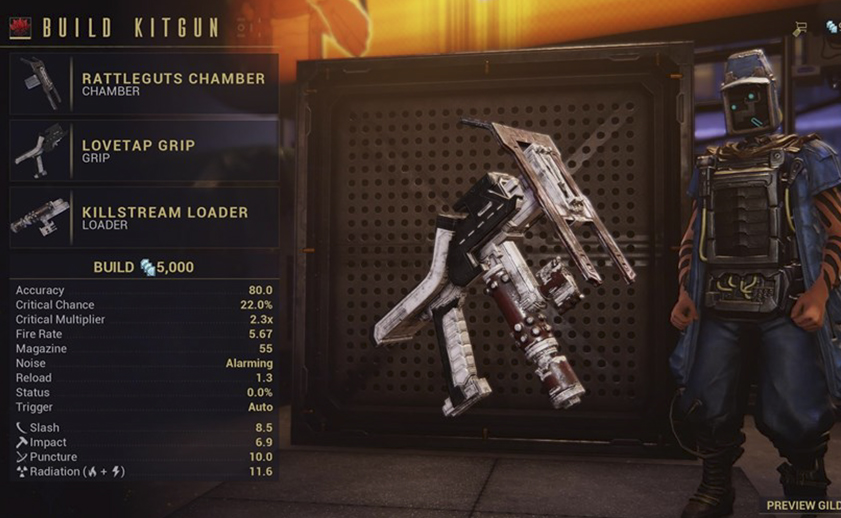 BUILD KITGUN
RATTLEGUTS CHAMBER
CHAMBER
LOVETAP GRIP
GRIP
KILLSTREAM LOADER
LOADER
BUILD 5,000
Accuracy 80.0
Critical Chance 22.0%
Critical Multiplier 2.3x
Fire Rate 5.67
Magazine 55
Noise Alarming
Reload 1.3
Status 0.0%
Trigger Auto
Slash 8.5
Impact 6.9
Puncture 10.0
Radiation ( + ) 11.6
PREVIEW GILD